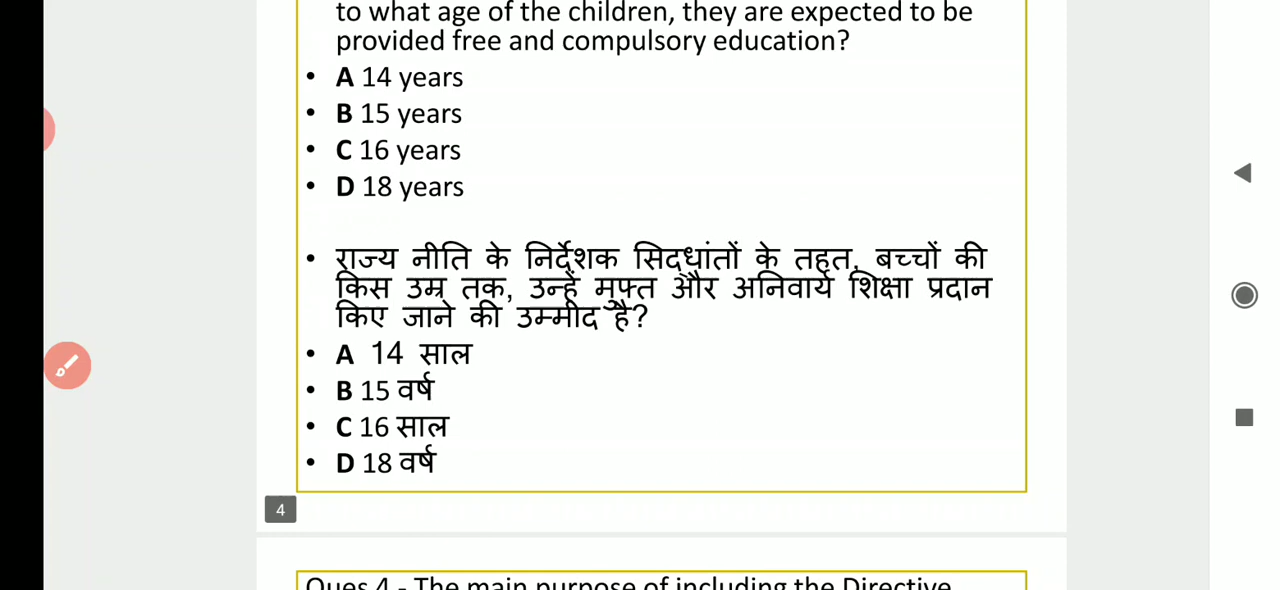 to what age of the children, they are expected to be
provided free and compulsory education?
• A 14 years
• B 15 years
• C 16 years
• D 18 years
• राज्य नीति के निर्देशक सिद्धांतों के तहत, बच्चों की
किस उम्र तक, उन्हें मुफ्त और अनिवार्य शिक्षा प्रदान
किए जाने की उम्मीद है?
• A 14 साल
• B 15 वर्ष
• C 16 साल
• D 18 वर्ष
4
Ques 4 - The main purpose of including the Directive